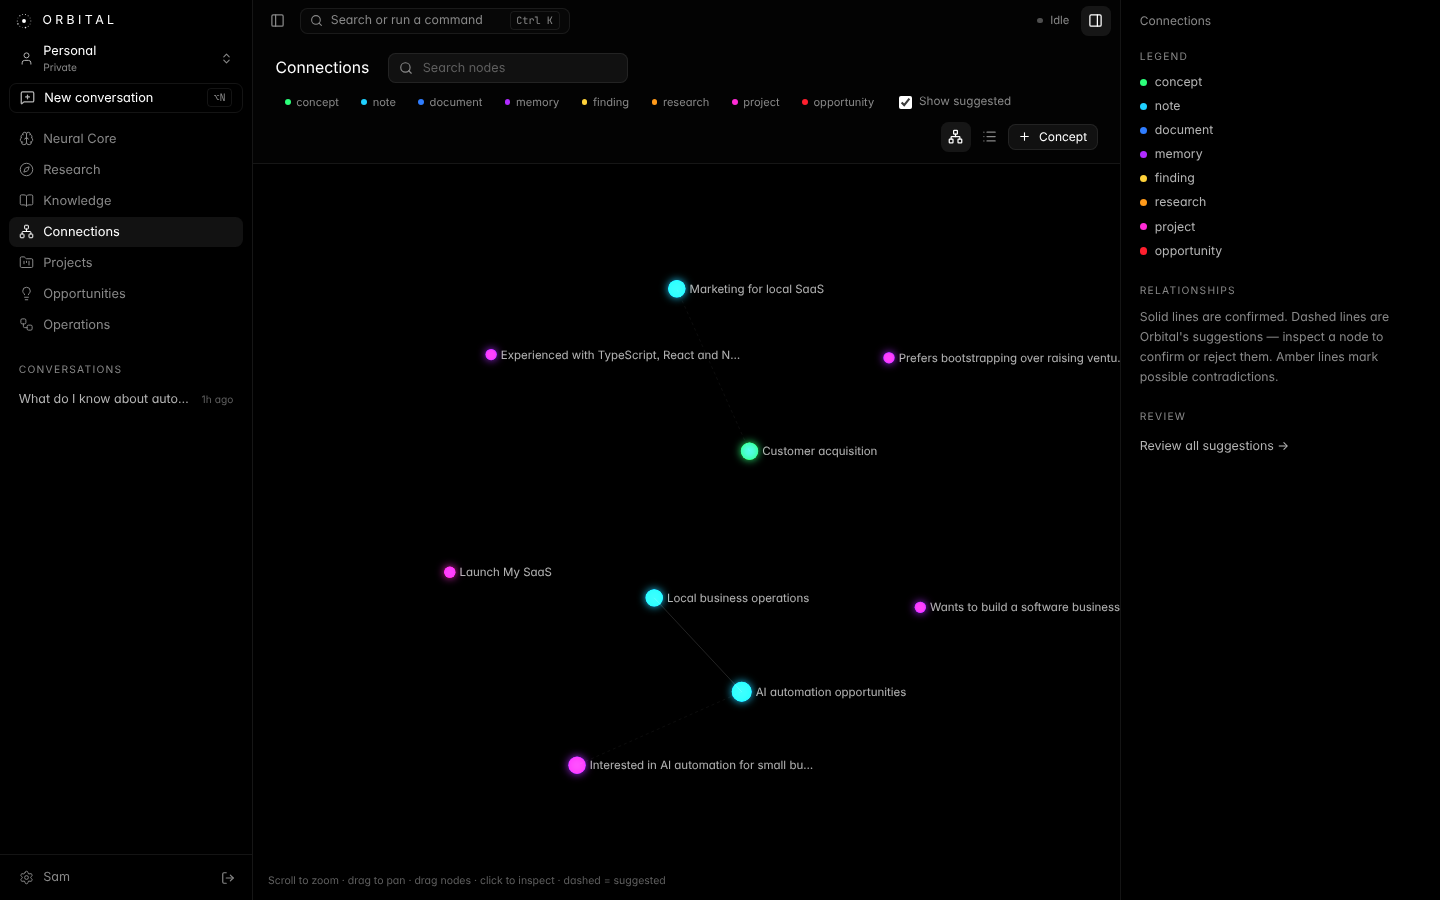 ORBITAL
Personal
Private
New conversation
⌥N
Neural Core
Research
Knowledge
Connections
Projects
Opportunities
Operations
CONVERSATIONS
What do I know about auto... 1h ago
Sam
Search or run a command Ctrl K
Idle
Connections
Search nodes
concept note document memory finding research project opportunity Show suggested
+ Concept
Marketing for local SaaS
Experienced with TypeScript, React and N...
Prefers bootstrapping over raising ventu.
Customer acquisition
Launch My SaaS
Local business operations
Wants to build a software business
AI automation opportunities
Interested in AI automation for small bu...
Scroll to zoom · drag to pan · drag nodes · click to inspect · dashed = suggested
Connections
LEGEND
concept
note
document
memory
finding
research
project
opportunity
RELATIONSHIPS
Solid lines are confirmed. Dashed lines are
Orbital's suggestions — inspect a node to
confirm or reject them. Amber lines mark
possible contradictions.
REVIEW
Review all suggestions →